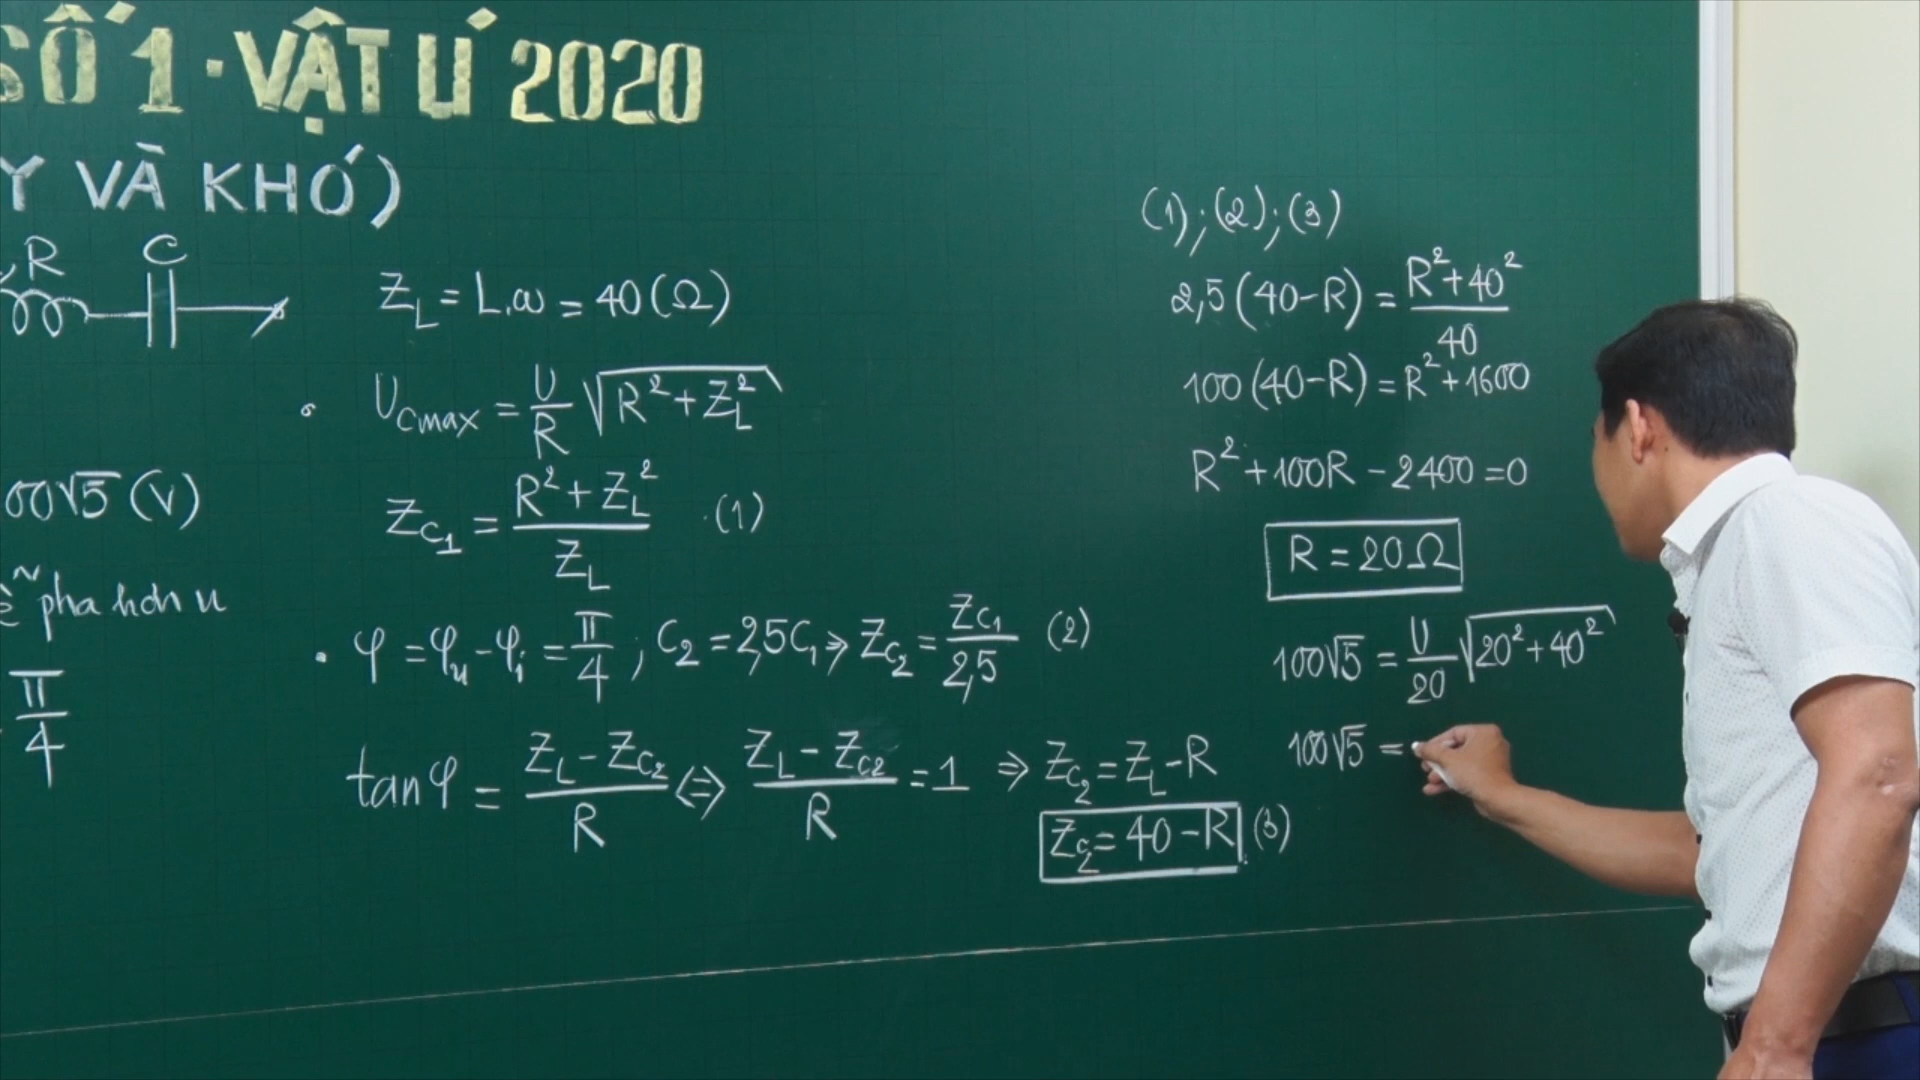 SỐ 1 · VẬT LÍ 2020
Y VÀ KHÓ)
R C
Z_L = L.ω = 40 (Ω)
U_Cmax = U/R √(R² + Z_L²)
00√5 (V)
Z_C1 = (R² + Z_L²)/Z_L (1)
pha hơn u
φ = φ_u - φ_i = π/4 ; C_2 = 2,5C_1 ⇒ Z_C2 = Z_C1/2,5 (2)
π/4
tanφ = (Z_L - Z_C2)/R ⇔ (Z_L - Z_C2)/R = 1 ⇒ Z_C2 = Z_L - R
Z_C2 = 40 - R (3)
(1) ; (2) ; (3)
2,5 (40 - R) = (R² + 40²)/40
100 (40 - R) = R² + 1600
R² + 100R - 2400 = 0
R = 20Ω
100√5 = U/20 √(20² + 40²)
100√5 =